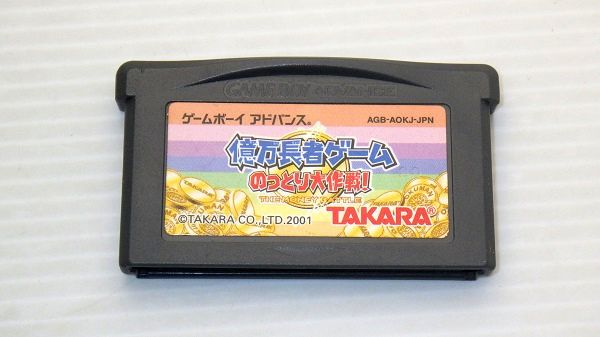 GAME BOY ADVANCE
ゲームボーイ アドバンス®
AGB-AOKJ-JPN
億万長者ゲーム
のっとり大作戦!
THE MONEY BATTLE
©TAKARA CO., LTD.2001
TAKARA®